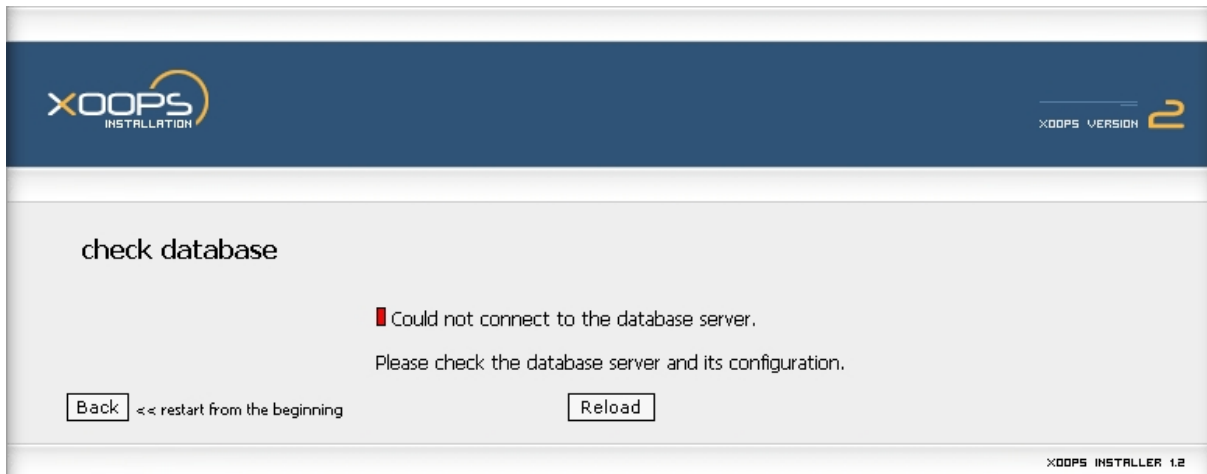 XOOPS
INSTALLATION
XOOPS VERSION 2
check database
Could not connect to the database server.
Please check the database server and its configuration.
Back << restart from the beginning
Reload
XOOPS INSTALLER 1.2